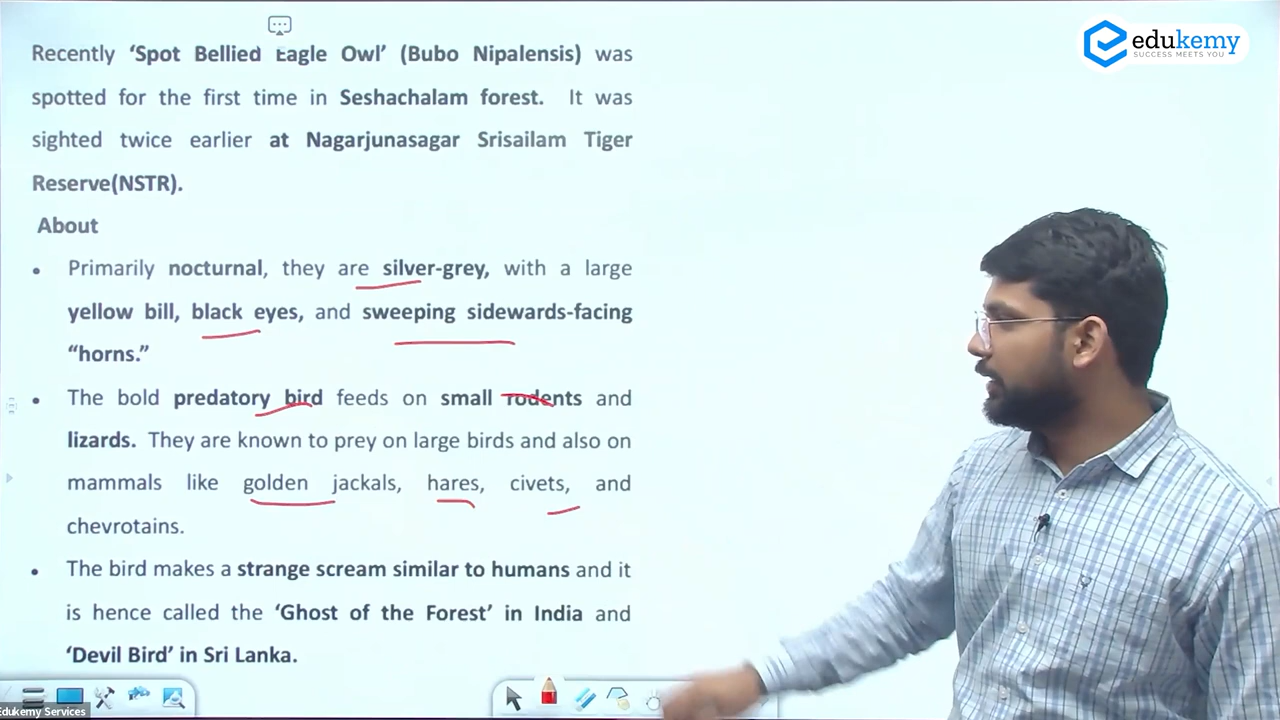 edukemy
SUCCESS MEETS YOU
Recently ‘Spot Bellied Eagle Owl’ (Bubo Nipalensis) was
spotted for the first time in Seshachalam forest. It was
sighted twice earlier at Nagarjunasagar Srisailam Tiger
Reserve(NSTR).
About
• Primarily nocturnal, they are silver-grey, with a large
yellow bill, black eyes, and sweeping sidewards-facing
“horns.”
• The bold predatory bird feeds on small rodents and
lizards. They are known to prey on large birds and also on
mammals like golden jackals, hares, civets, and
chevrotains.
• The bird makes a strange scream similar to humans and it
is hence called the ‘Ghost of the Forest’ in India and
‘Devil Bird’ in Sri Lanka.
Edukemy Services